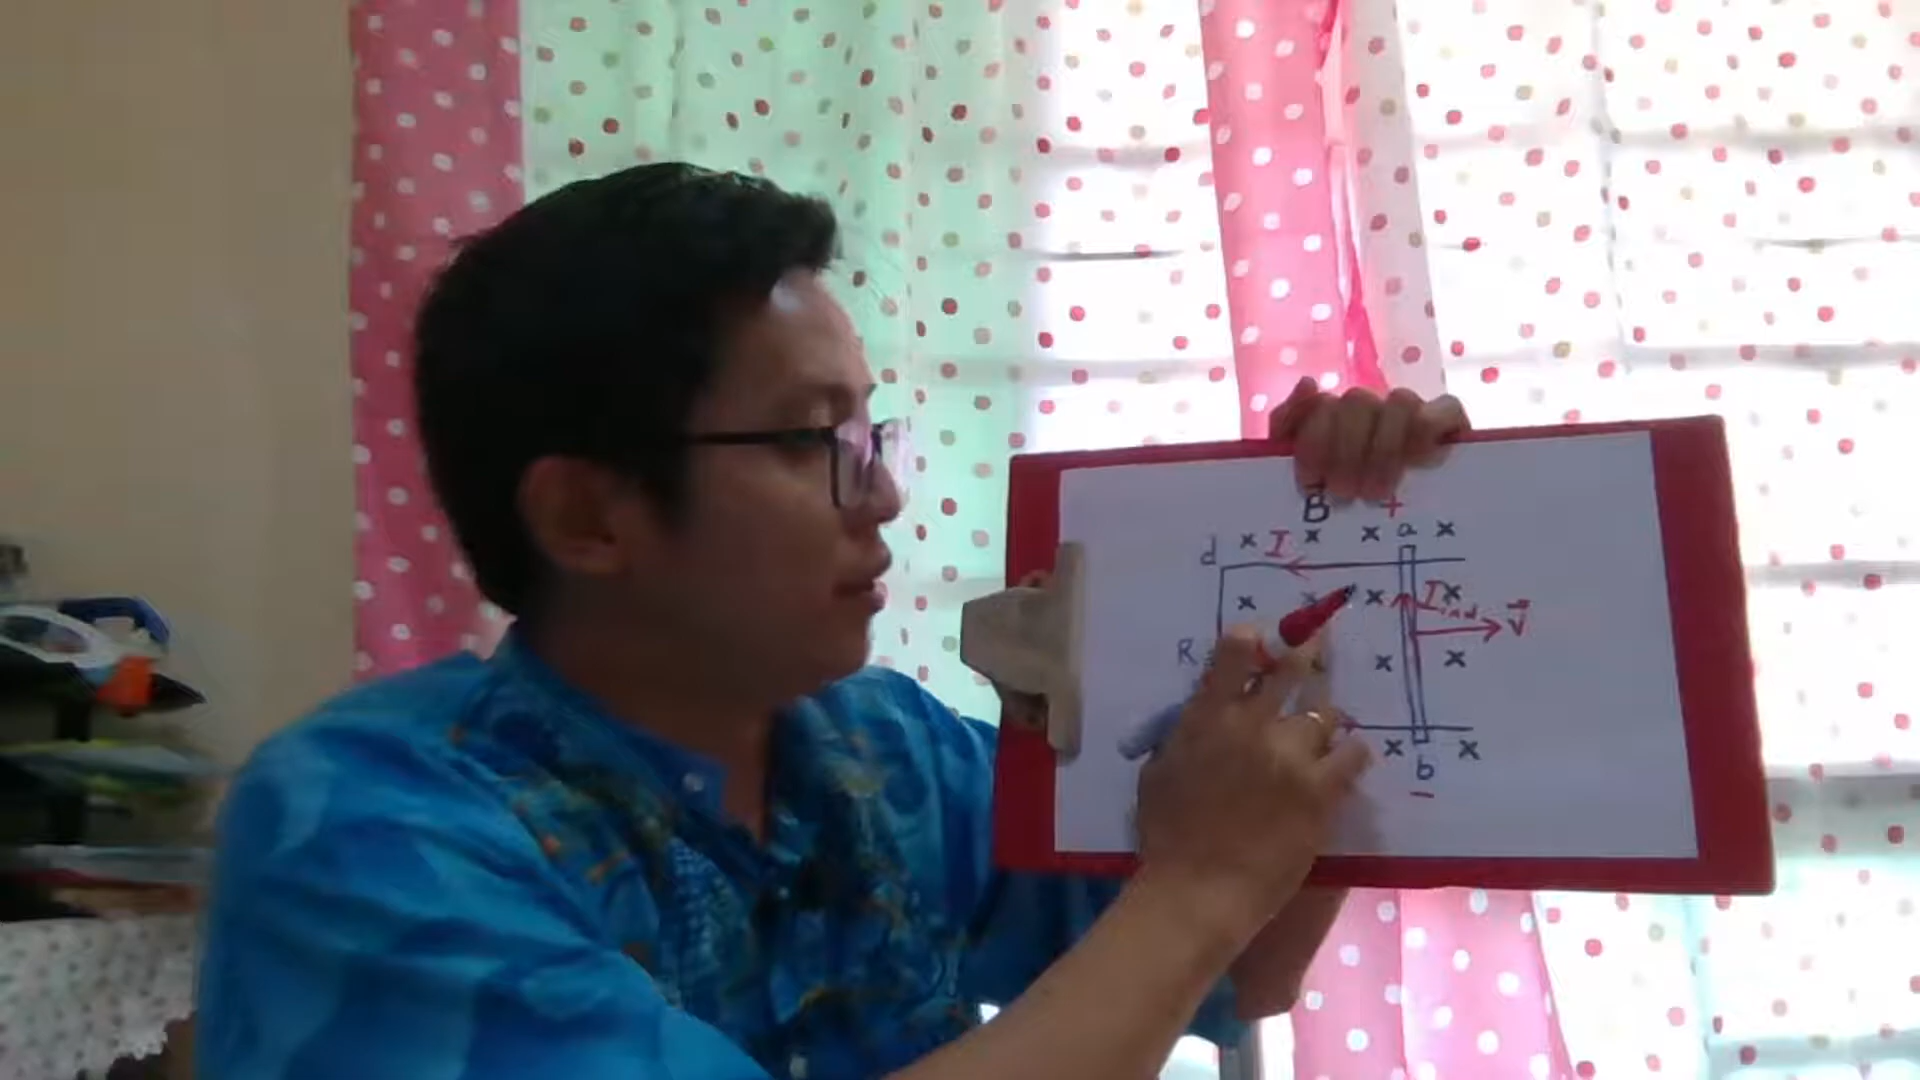 B +
x I x x a x
d
x x x I ind x
v
R x x
x x
b
−